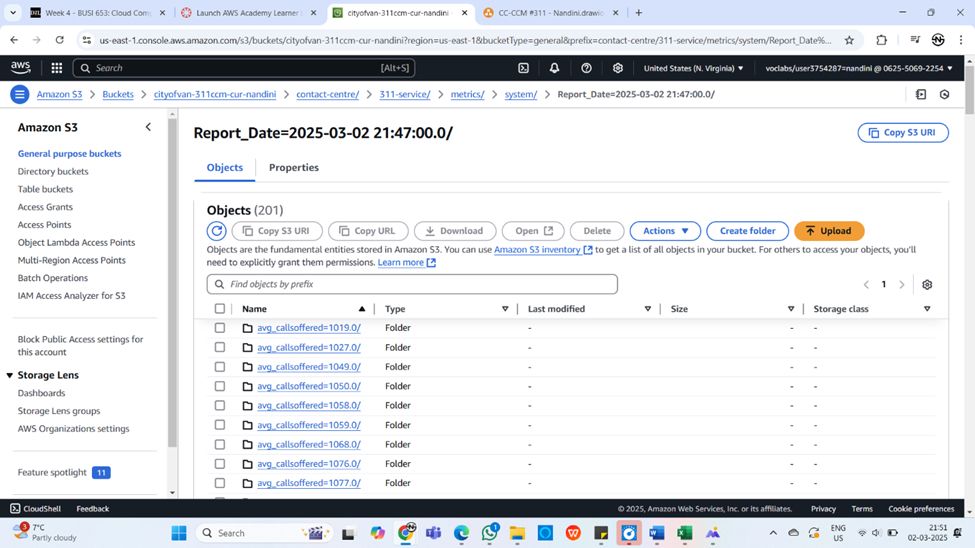 Week 4 - BUSI 653: Cloud Comp
Launch AWS Academy Learner
cityofvan-311ccm-cur-nandini
CC-CCM #311 - Nandini.drawio
us-east-1.console.aws.amazon.com/s3/buckets/cityofvan-311ccm-cur-nandini?region=us-east-1&bucketType=general&prefix=contact-centre/311-service/metrics/system/Report_Date%...
aws
Search [Alt+S]
United States (N. Virginia)
voclabs/user3754287=nandini @ 0625-5069-2254
Amazon S3 > Buckets > cityofvan-311ccm-cur-nandini > contact-centre/ > 311-service/ > metrics/ > system/ > Report_Date=2025-03-02 21:47:00.0/
Amazon S3
General purpose buckets
Directory buckets
Table buckets
Access Grants
Access Points
Object Lambda Access Points
Multi-Region Access Points
Batch Operations
IAM Access Analyzer for S3
Block Public Access settings for
this account
Storage Lens
Dashboards
Storage Lens groups
AWS Organizations settings
Feature spotlight 11
Report_Date=2025-03-02 21:47:00.0/
Copy S3 URI
Objects
Properties
Objects (201)
Copy S3 URI
Copy URL
Download
Open
Delete
Actions
Create folder
Upload
Objects are the fundamental entities stored in Amazon S3. You can use Amazon S3 inventory to get a list of all objects in your bucket. For others to access your objects, you'll
need to explicitly grant them permissions. Learn more
Find objects by prefix
1
Name Type Last modified Size Storage class
avg_callsoffered=1019.0/ Folder - - -
avg_callsoffered=1027.0/ Folder - - -
avg_callsoffered=1049.0/ Folder - - -
avg_callsoffered=1050.0/ Folder - - -
avg_callsoffered=1058.0/ Folder - - -
avg_callsoffered=1059.0/ Folder - - -
avg_callsoffered=1068.0/ Folder - - -
avg_callsoffered=1076.0/ Folder - - -
avg_callsoffered=1077.0/ Folder - - -
CloudShell
Feedback
© 2025, Amazon Web Services, Inc. or its affiliates.
Privacy
Terms
Cookie preferences
3
7°C
Partly cloudy
Search
1
ENG
UK
21:51
02-03-2025